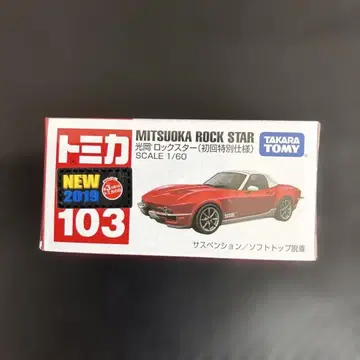 トミカ
NEW
2019
103
MITSUOKA ROCK STAR
光岡 ロックスター(初回特別仕様)
SCALE 1/60
TAKARA
TOMY
サスペンション/ソフトトップ脱着